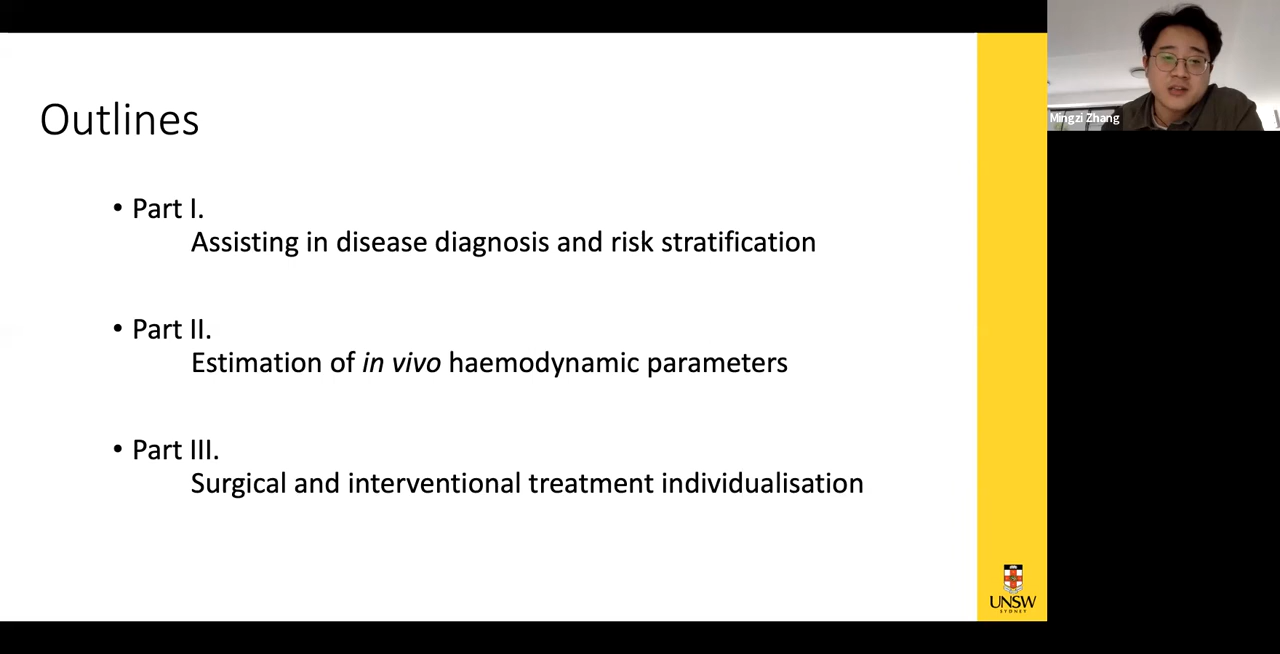 Outlines
• Part I.
Assisting in disease diagnosis and risk stratification
• Part II.
Estimation of in vivo haemodynamic parameters
• Part III.
Surgical and interventional treatment individualisation
UNSW
SYDNEY
Mingzi Zhang